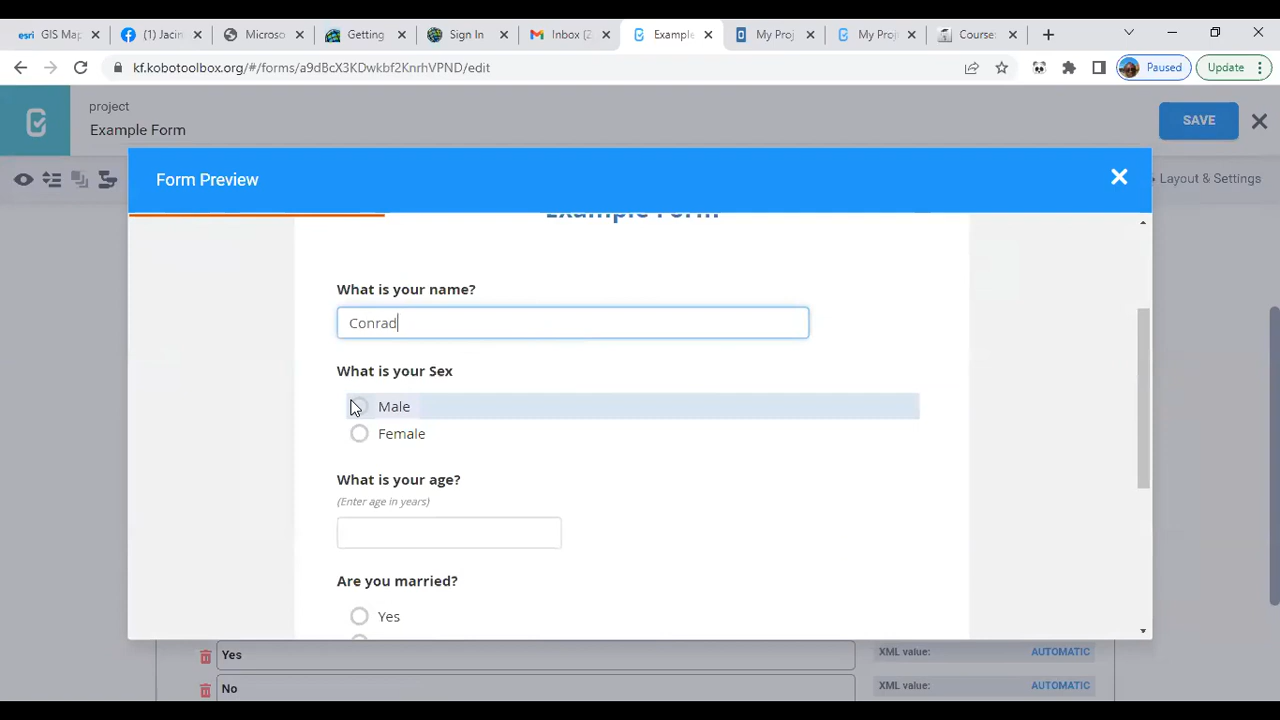 esri GIS Map
(1) Jacin
Microso
Getting
Sign In
Inbox (
Example
My Proj
My Proj
Course
kf.kobotoolbox.org/#/forms/a9dBcX3KDwkbf2KnrhVPND/edit
Paused
Update
project
Example Form
SAVE
Layout & Settings
Form Preview
Example Form
What is your name?
Conrad
What is your Sex
Male
Female
What is your age?
(Enter age in years)
Are you married?
Yes
Yes
XML value:
AUTOMATIC
No
XML value:
AUTOMATIC